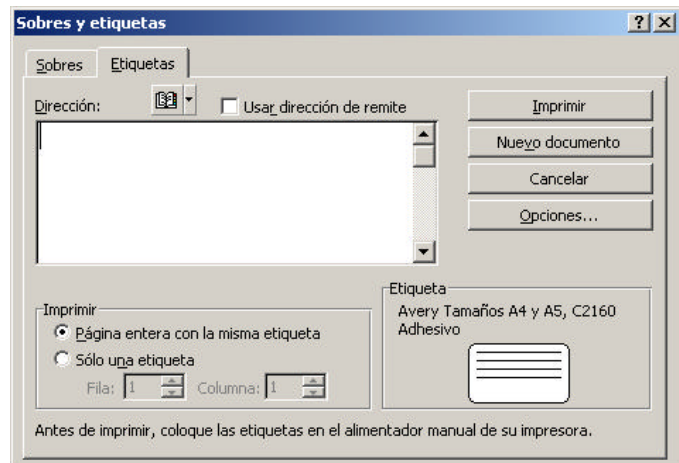 Sobres y etiquetas
Sobres Etiquetas
Dirección: Usar dirección de remite
Imprimir
Nuevo documento
Cancelar
Opciones...
Imprimir
Página entera con la misma etiqueta
Sólo una etiqueta
Fila: 1 Columna: 1
Etiqueta
Avery Tamaños A4 y A5, C2160
Adhesivo
Antes de imprimir, coloque las etiquetas en el alimentador manual de su impresora.